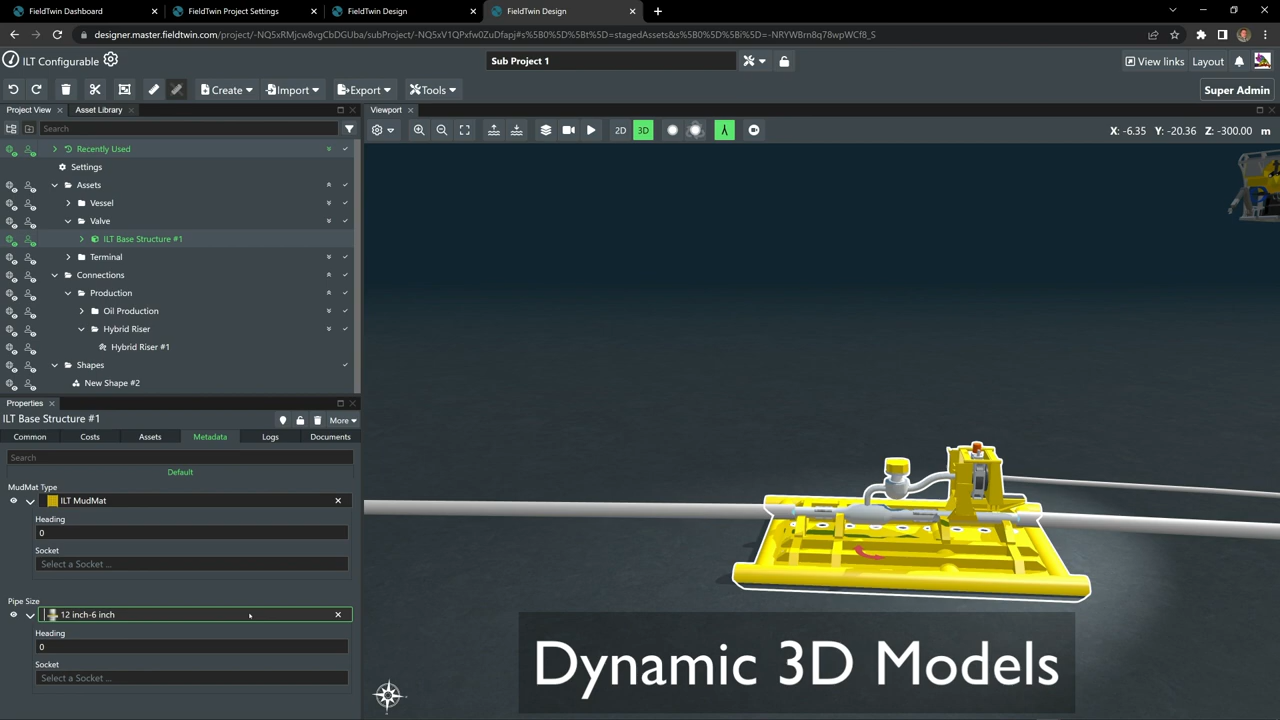 FieldTwin Dashboard
FieldTwin Project Settings
FieldTwin Design
FieldTwin Design
designer.master.fieldtwin.com/project/-NQ5xRMjcw8vgCbDGUba/subProject/-NQ5xV1QPxfw0ZuDfapj#s%5B0%5D%5Bt%5D=stagedAssets&s%5B0%5D%5Bi%5D=-NRYWBrn8q78wpWCf8_S
ILT Configurable
Sub Project 1
View links
Layout
Create
Import
Export
Tools
Super Admin
Project View
Asset Library
Viewport
Search
2D
3D
X: -6.35 Y: -20.36 Z: -300.00 m
Recently Used
Settings
Assets
Vessel
Valve
ILT Base Structure #1
Terminal
Connections
Production
Oil Production
Hybrid Riser
Hybrid Riser #1
Shapes
New Shape #2
Properties
ILT Base Structure #1
More
Common
Costs
Assets
Metadata
Logs
Documents
Search
Default
MudMat Type
ILT MudMat
Heading
0
Socket
Select a Socket ...
Pipe Size
12 inch-6 inch
Heading
0
Socket
Select a Socket ...
Dynamic 3D Models